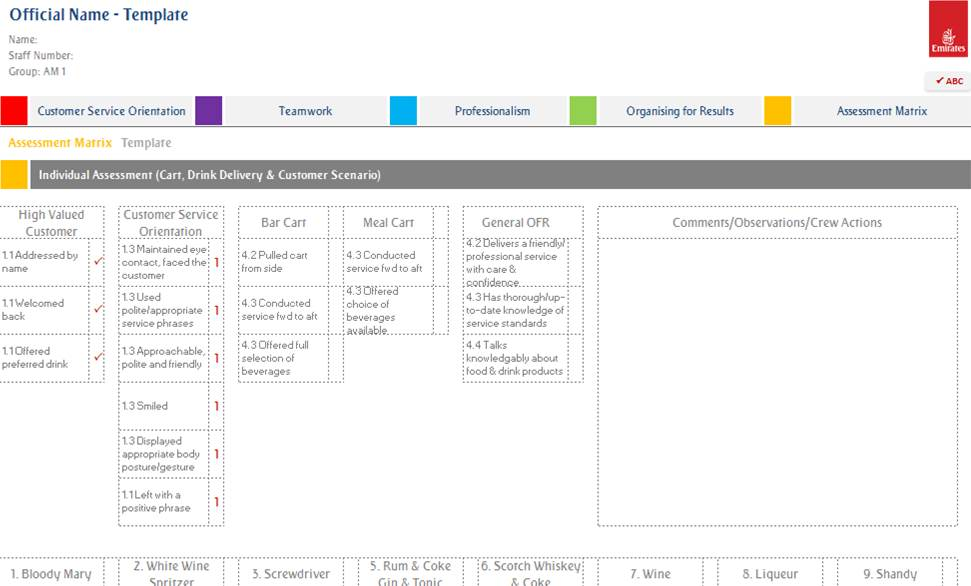 Official Name - Template
Name:
Staff Number:
Group: AM 1
Emirates
✓ ABC
Customer Service Orientation
Teamwork
Professionalism
Organising for Results
Assessment Matrix
Assessment Matrix Template
Individual Assessment (Cart, Drink Delivery & Customer Scenario)
High Valued
Customer
1.1 Addressed by
name
✓
1.1 Welcomed
back
✓
1.1 Offered
preferred drink
✓
Customer Service
Orientation
1.3 Maintained eye
contact, faced the
customer
1
1.3 Used
polite/appropriate
service phrases
1
1.3 Approachable,
polite and friendly
1
1.3 Smiled
1
1.3 Displayed
appropriate body
posture/gesture
1
1.1 Left with a
positive phrase
1
Bar Cart
4.2 Pulled cart
from side
4.3 Conducted
service fwd to aft
4.3 Offered full
selection of
beverages
Meal Cart
4.3 Conducted
service fwd to aft
4.3 Offered
choice of
beverages
available
General OFR
4.2 Delivers a friendly/
professional service
with care &
confidence
4.3 Has thorough/up-
to-date knowledge of
service standards
4.4 Talks
knowledgably about
food & drink products
Comments/Observations/Crew Actions
1. Bloody Mary
2. White Wine
Spritzer
3. Screwdriver
5. Rum & Coke
Gin & Tonic
6. Scorch Whiskey
& Coke
7. Wine
8. Liqueur
9. Shandy